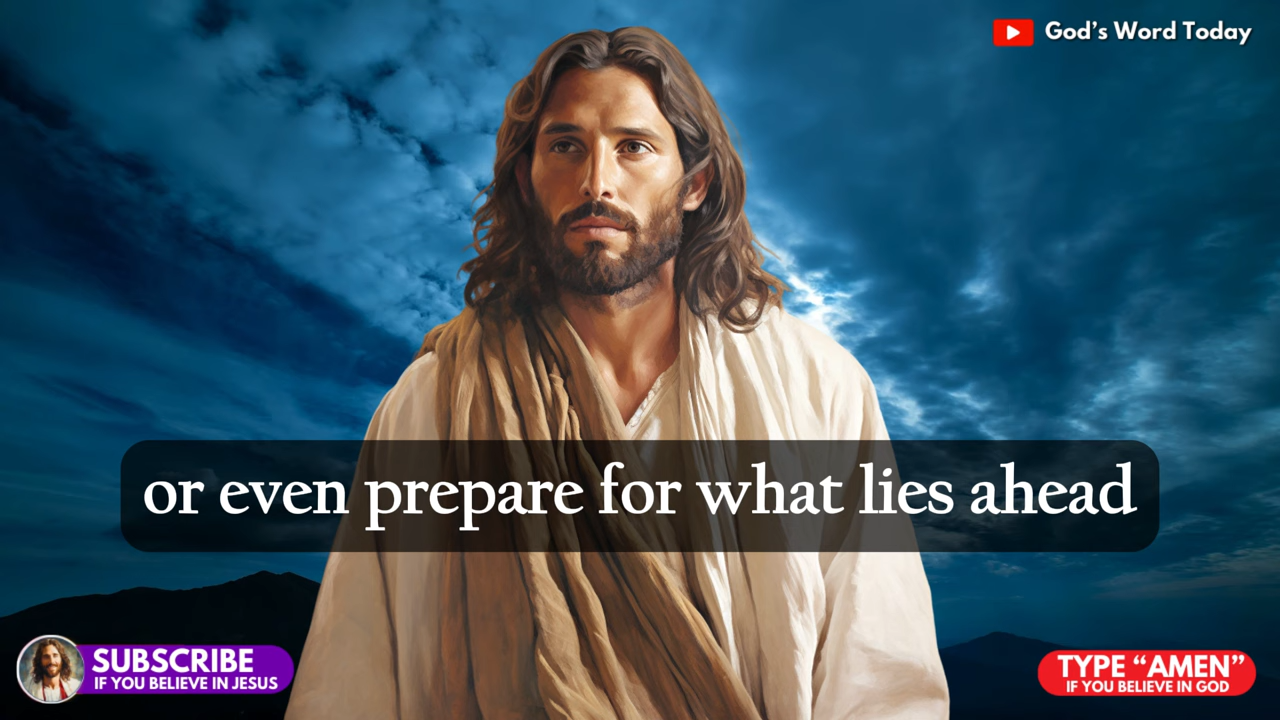 God's Word Today
or even prepare for what lies ahead
SUBSCRIBE
IF YOU BELIEVE IN JESUS
TYPE “AMEN”
IF YOU BELIEVE IN GOD